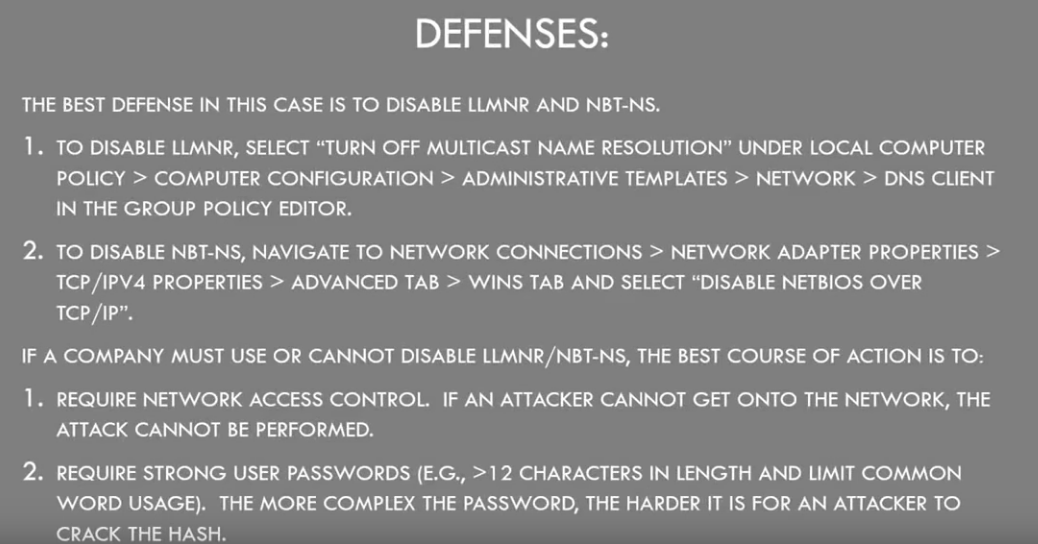 DEFENSES:
THE BEST DEFENSE IN THIS CASE IS TO DISABLE LLMNR AND NBT-NS.
1. TO DISABLE LLMNR, SELECT “TURN OFF MULTICAST NAME RESOLUTION” UNDER LOCAL COMPUTER
POLICY > COMPUTER CONFIGURATION > ADMINISTRATIVE TEMPLATES > NETWORK > DNS CLIENT
IN THE GROUP POLICY EDITOR.
2. TO DISABLE NBT-NS, NAVIGATE TO NETWORK CONNECTIONS > NETWORK ADAPTER PROPERTIES >
TCP/IPV4 PROPERTIES > ADVANCED TAB > WINS TAB AND SELECT “DISABLE NETBIOS OVER
TCP/IP”.
IF A COMPANY MUST USE OR CANNOT DISABLE LLMNR/NBT-NS, THE BEST COURSE OF ACTION IS TO:
1. REQUIRE NETWORK ACCESS CONTROL. IF AN ATTACKER CANNOT GET ONTO THE NETWORK, THE
ATTACK CANNOT BE PERFORMED.
2. REQUIRE STRONG USER PASSWORDS (E.G., >12 CHARACTERS IN LENGTH AND LIMIT COMMON
WORD USAGE). THE MORE COMPLEX THE PASSWORD, THE HARDER IT IS FOR AN ATTACKER TO
CRACK THE HASH.